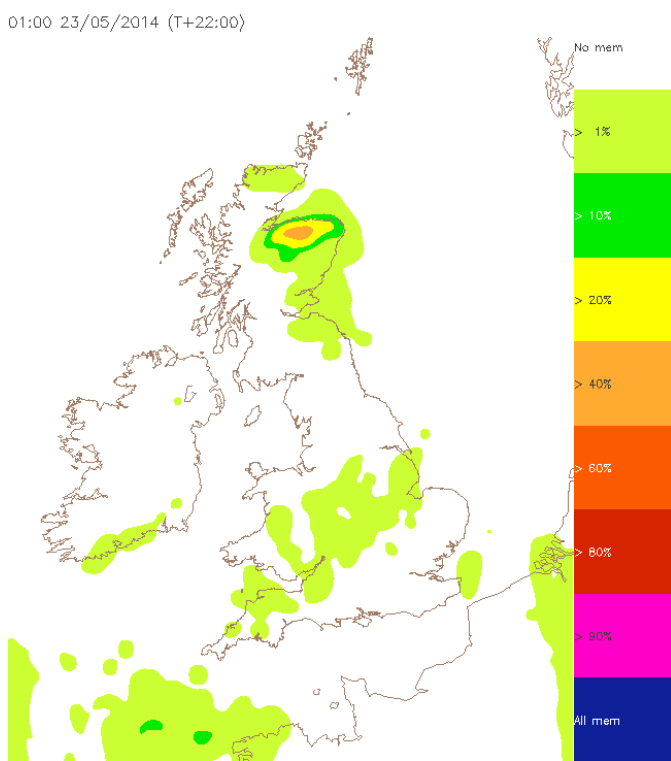 01:00 23/05/2014 (T+22:00)
No mem
> 1%
> 10%
> 20%
> 40%
> 60%
> 80%
> 90%
All mem